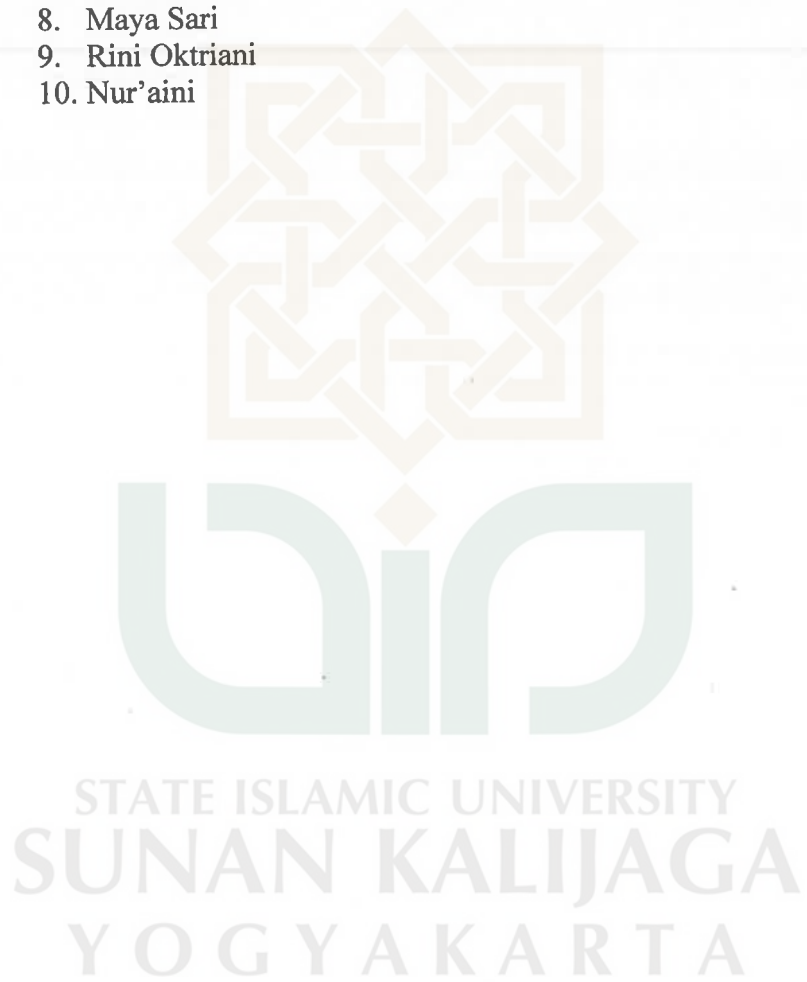 8. Maya Sari
9. Rini Oktriani
10. Nur'aini
STATE ISLAMIC UNIVERSITY
SUNAN KALIJAGA
YOGYAKARTA